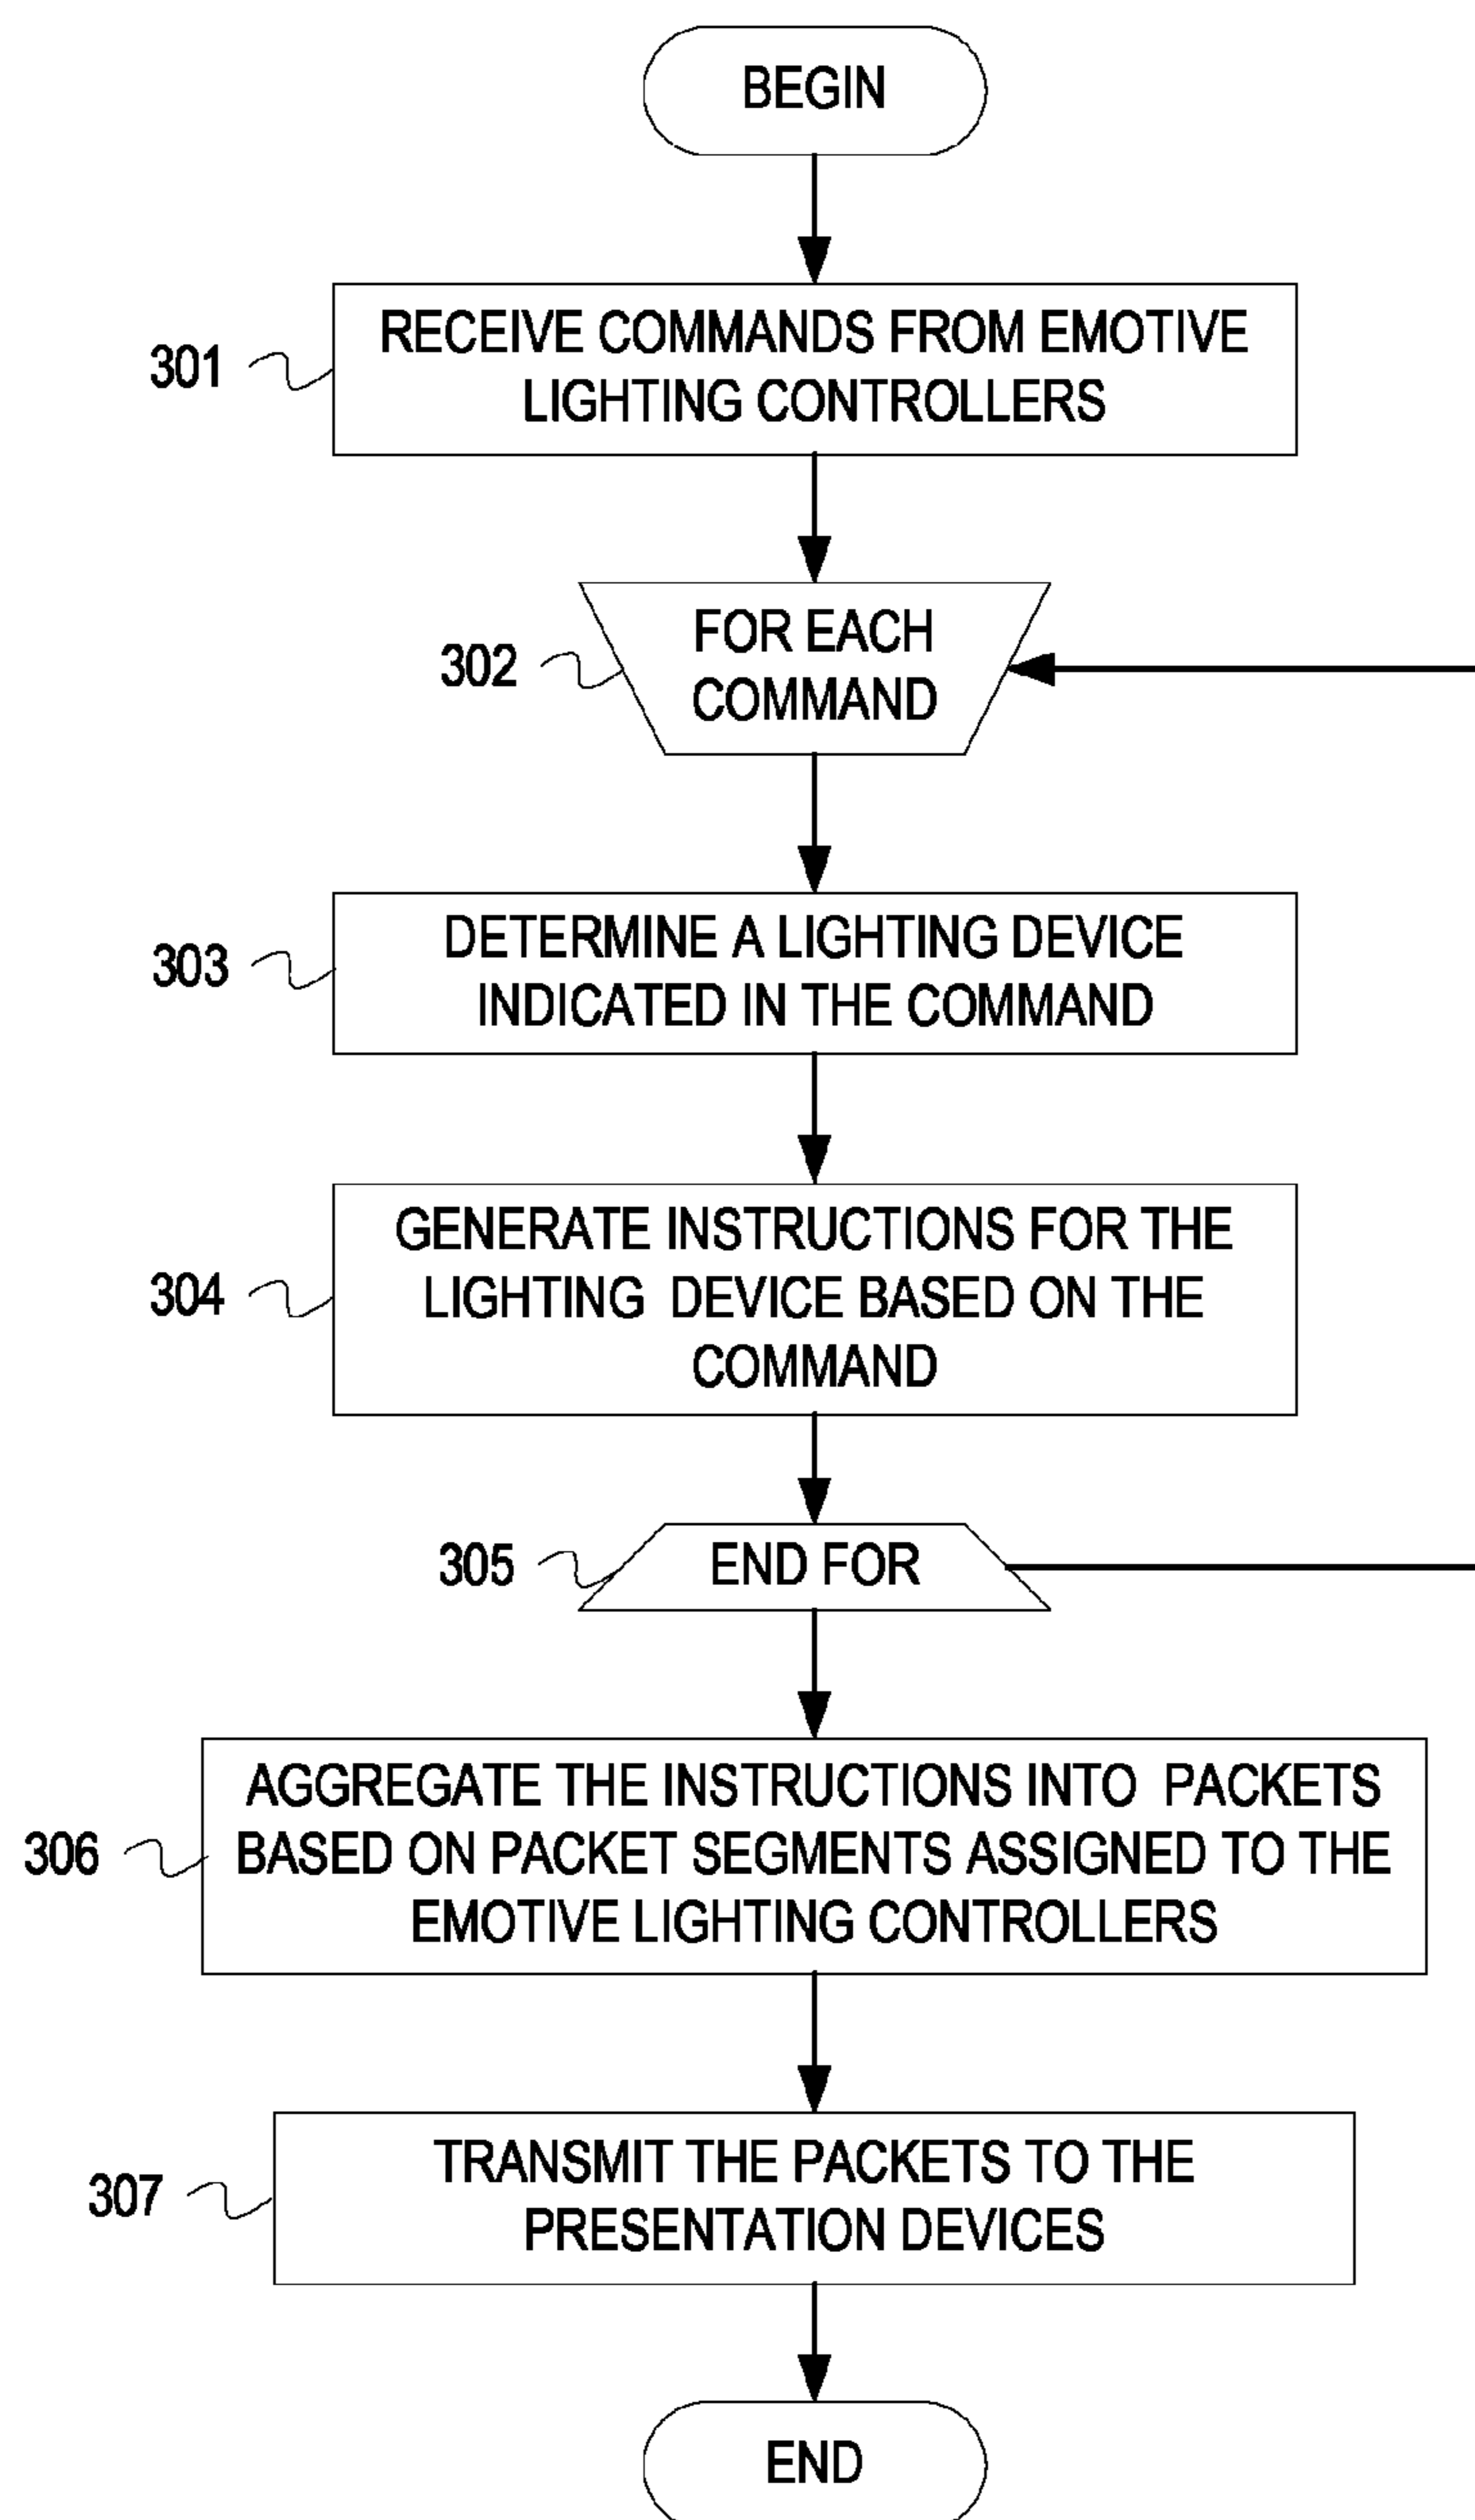 BEGIN
RECEIVE COMMANDS FROM EMOTIVE
LIGHTING CONTROLLERS
301
FOR EACH
COMMAND
302
DETERMINE A LIGHTING DEVICE
INDICATED IN THE COMMAND
303
GENERATE INSTRUCTIONS FOR THE
LIGHTING DEVICE BASED ON THE
COMMAND
304
END FOR
305
AGGREGATE THE INSTRUCTIONS INTO PACKETS
BASED ON PACKET SEGMENTS ASSIGNED TO THE
EMOTIVE LIGHTING CONTROLLERS
306
TRANSMIT THE PACKETS TO THE
PRESENTATION DEVICES
307
END